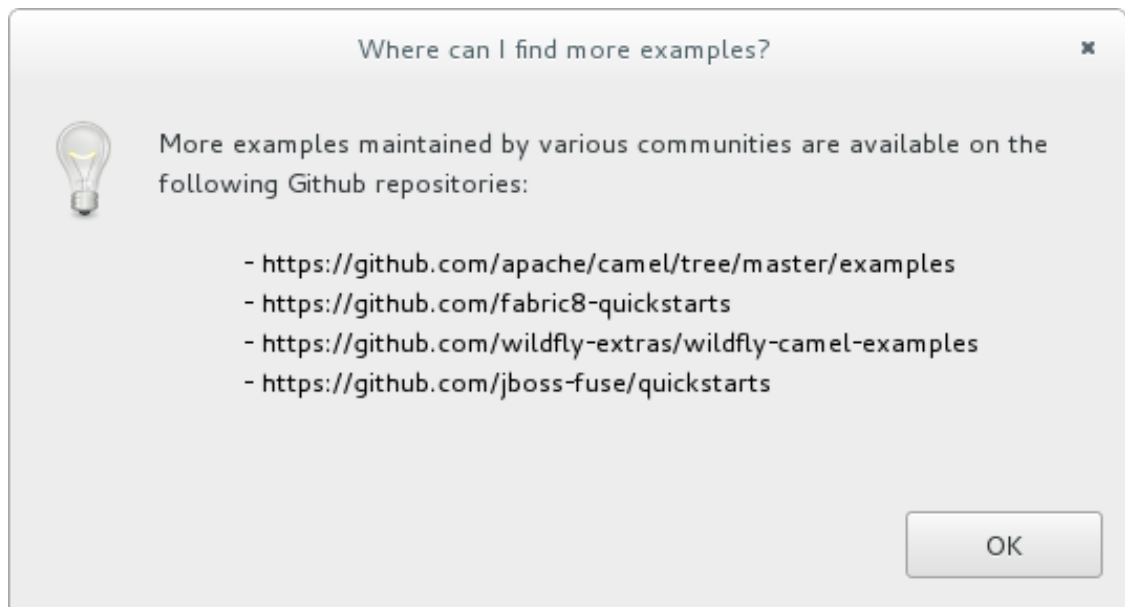 Where can I find more examples?
More examples maintained by various communities are available on the
following Github repositories:
- https://github.com/apache/camel/tree/master/examples
- https://github.com/fabric8-quickstarts
- https://github.com/wildfly-extras/wildfly-camel-examples
- https://github.com/jboss-fuse/quickstarts
OK